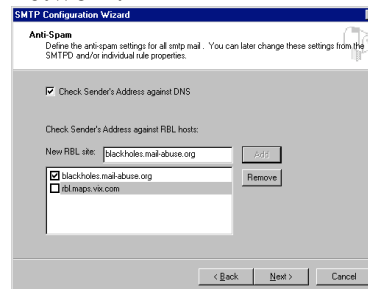 SMTP Configuration Wizard
Anti-Spam
Define the anti-spam settings for all smtp mail . You can later change these settings from the
SMTPD and/or individual rule properties.
Check Sender's Address against DNS
Check Sender's Address against RBL hosts:
New RBL site: blackholes.mail-abuse.org Add
blackholes.mail-abuse.org Remove
rbl.maps.vix.com
< Back Next > Cancel